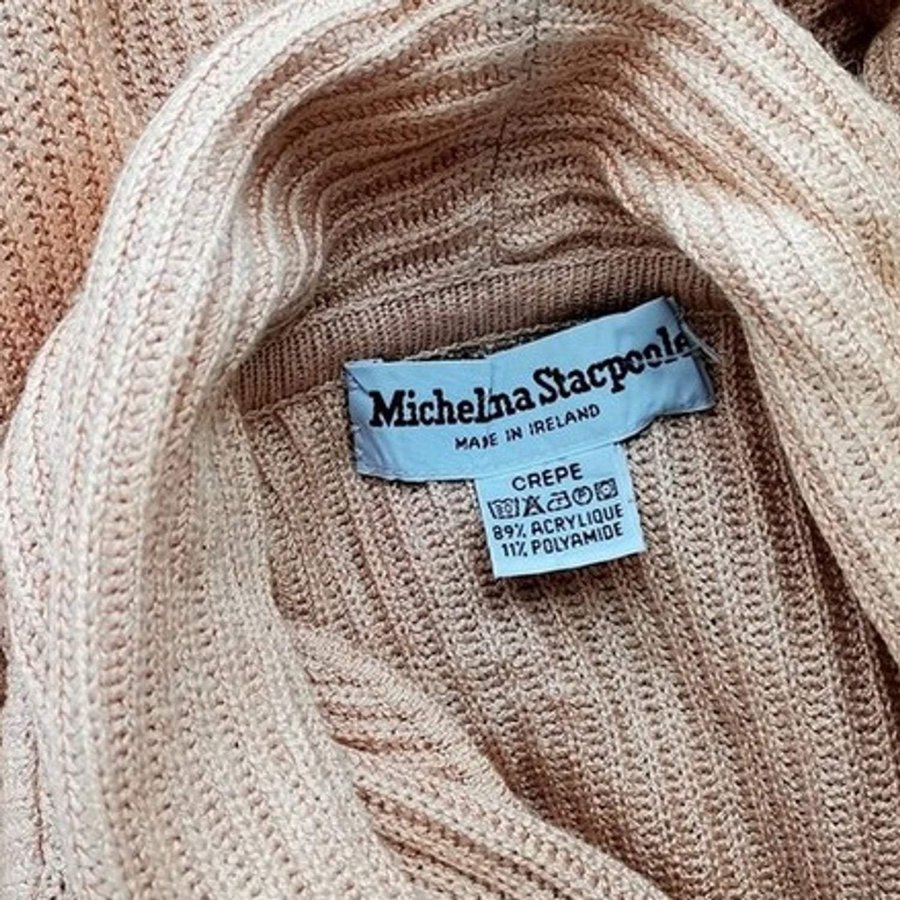 Michelina Stacpoole
MADE IN IRELAND
CREPE
89% ACRYLIQUE
11% POLYAMIDE